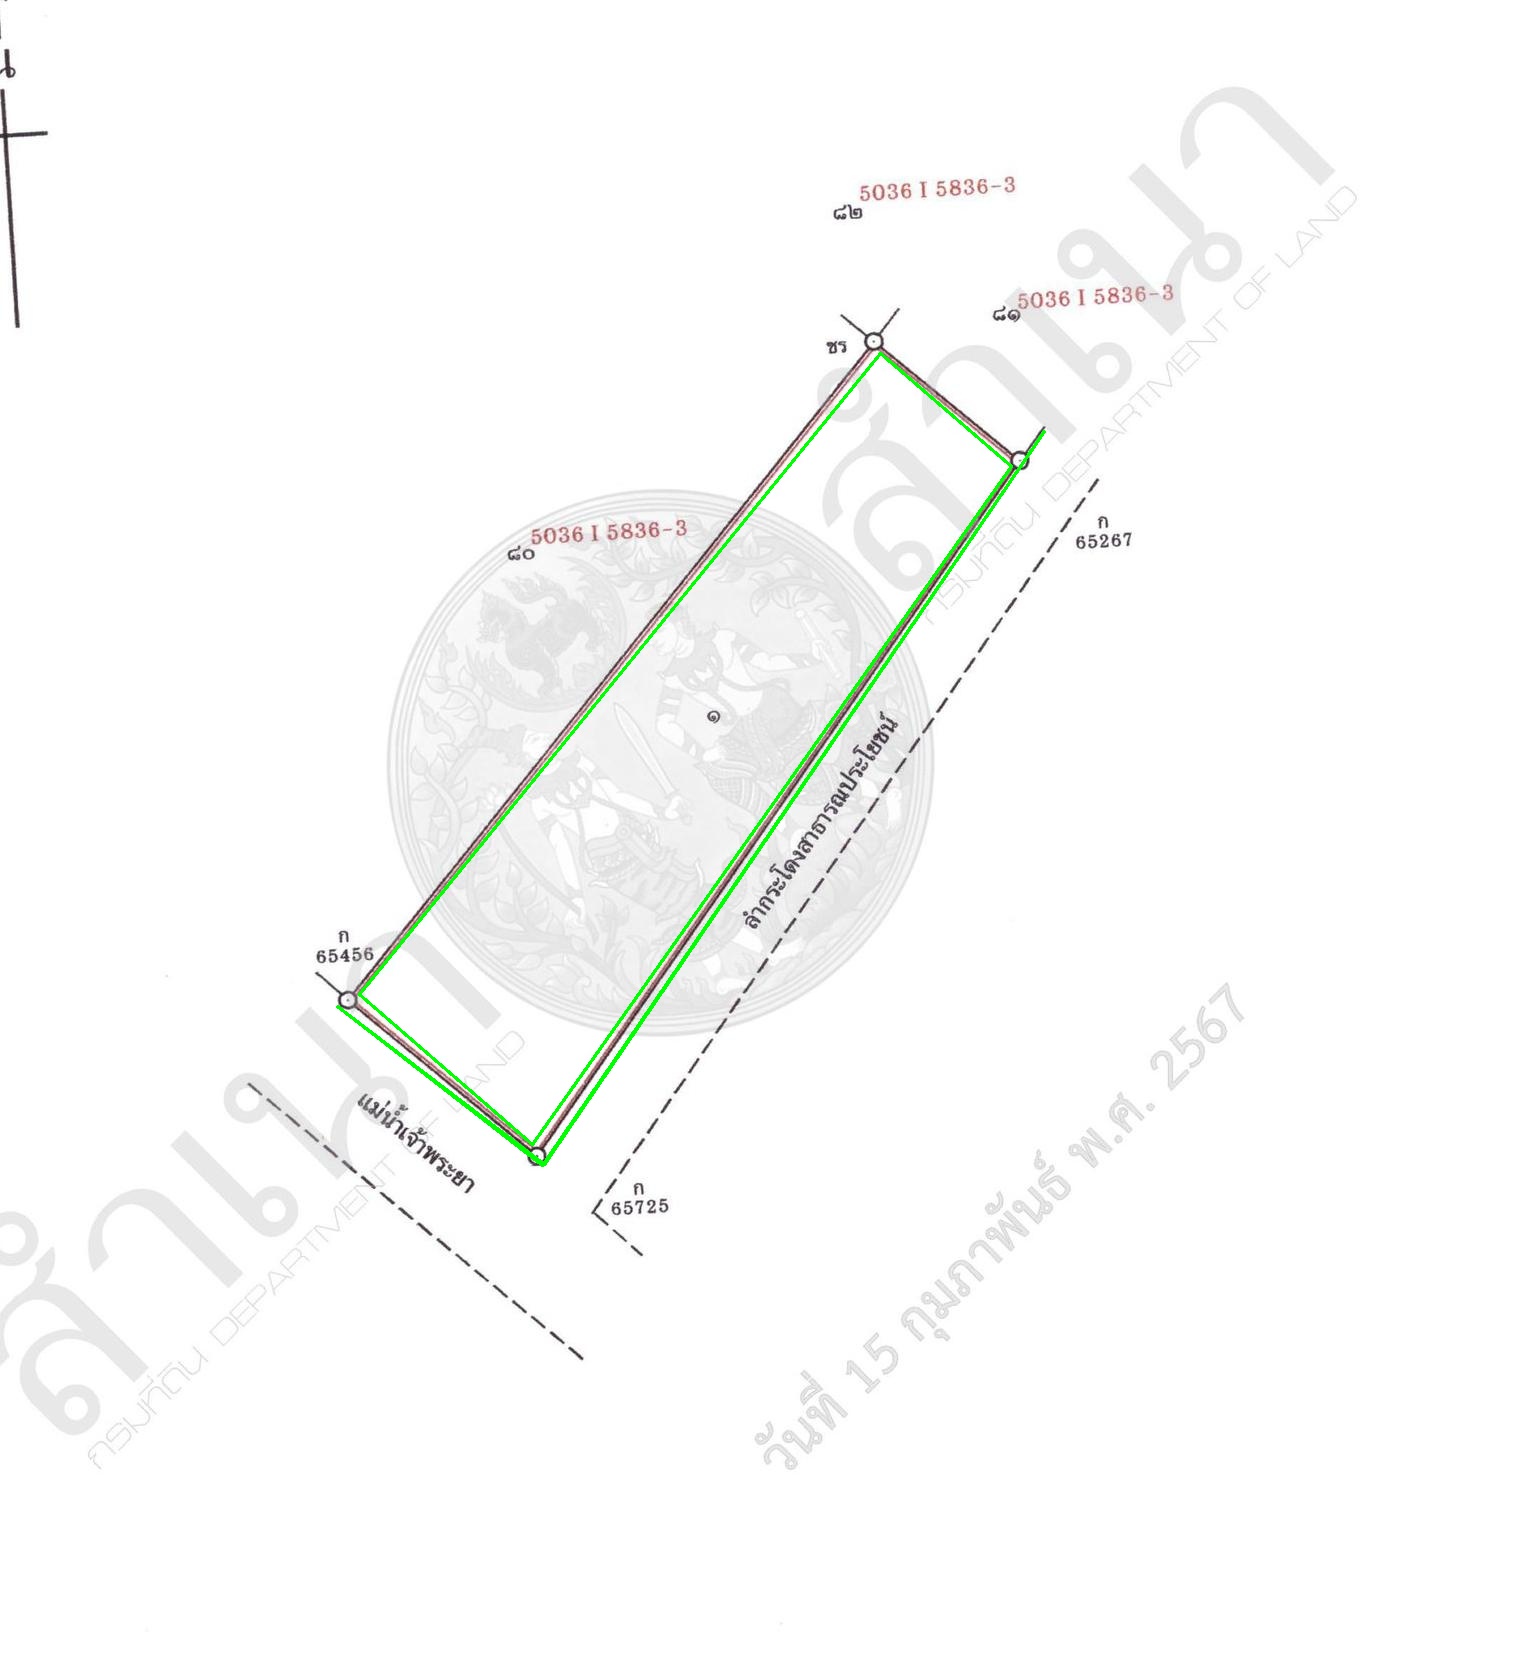 น
5036 I 5836-3
๘๒
5036 I 5836-3
๘๑
ชร
5036 I 5836-3
๘๐
ก
65267
๑
ลำกระโดงสาธารณประโยชน์
ก
65456
แม่น้ำเจ้าพระยา
ก
65725
สำเนา
กรมที่ดิน DEPARTMENT OF LAND
สำเนา
กรมที่ดิน DEPARTMENT OF LAND
วันที่ 15 กุมภาพันธ์ พ.ศ. 2567